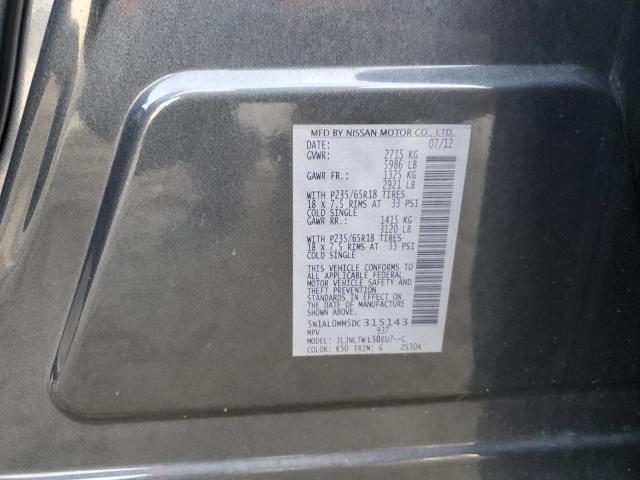 MFD BY NISSAN MOTOR CO., LTD.
DATE: 07/12
GVWR: 2715 KG
5986 LB
GAWR FR.: 1325 KG
2921 LB
WITH P235/65R18 TIRES
18 X 7.5 RIMS AT 33 PSI
COLD SINGLE
GAWR RR.: 1415 KG
3120 LB
WITH P235/65R18 TIRES
18 X 7.5 RIMS AT 33 PSI
COLD SINGLE
THIS VEHICLE CONFORMS TO
ALL APPLICABLE FEDERAL
MOTOR VEHICLE SAFETY AND
THEFT PREVENTION
STANDARDS IN EFFECT ON
THE DATE OF MANUFACTURE
SHOWN ABOVE.
5N1AL0MM5DC315143
MPV 937
MODEL: JLJNLTWL50EU7--C
COLOR: K50 TRIM: G 2S30A